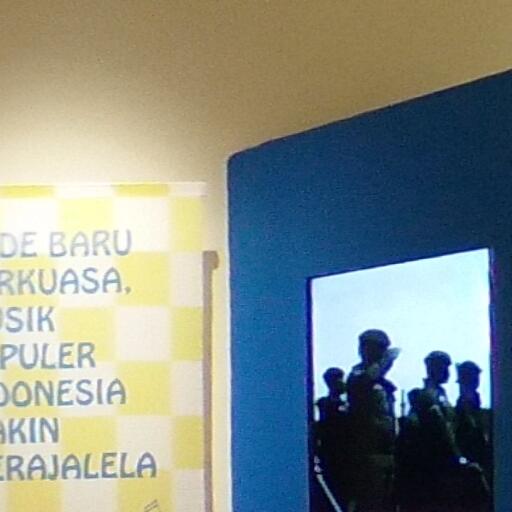 DE BARU
RKUASA,
USIK
PULER
DONESIA
AKIN
ERAJALELA